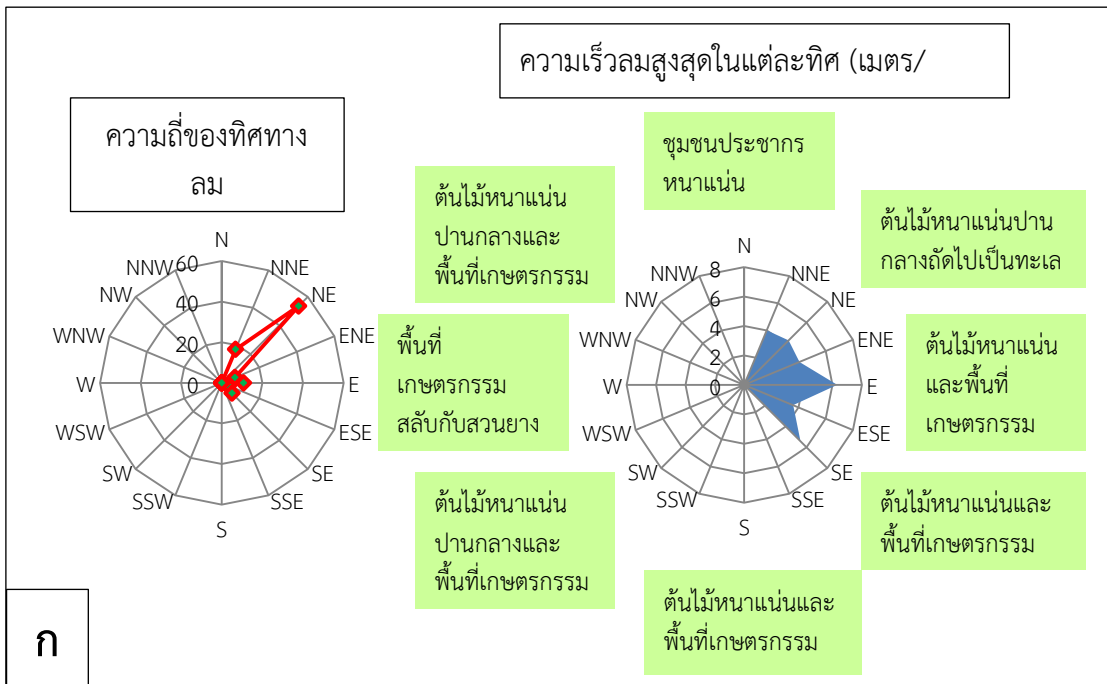 ความเร็วลมสูงสุดในแต่ละทิศ (เมตร/
ความถี่ของทิศทาง
ลม
N
NNE
NE
ENE
E
ESE
SE
SSE
S
SSW
SW
WSW
W
WNW
NW
NNW
60
40
20
0
ชุมชนประชากร
หนาแน่น
ต้นไม้หนาแน่น
ปานกลางและ
พื้นที่เกษตรกรรม
ต้นไม้หนาแน่นปาน
กลางถัดไปเป็นทะเล
พื้นที่
เกษตรกรรม
สลับกับสวนยาง
N
NNE
NE
ENE
E
ESE
SE
SSE
S
SSW
SW
WSW
W
WNW
NW
NNW
8
6
4
2
0
ต้นไม้หนาแน่น
และพื้นที่
เกษตรกรรม
ต้นไม้หนาแน่น
ปานกลางและ
พื้นที่เกษตรกรรม
ต้นไม้หนาแน่นและ
พื้นที่เกษตรกรรม
ต้นไม้หนาแน่นและ
พื้นที่เกษตรกรรม
ก